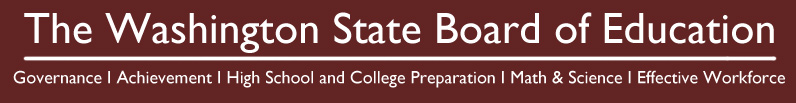 The Washington State Board of Education
Governance l Achievement l High School and College Preparation l Math & Science l Effective Workforce